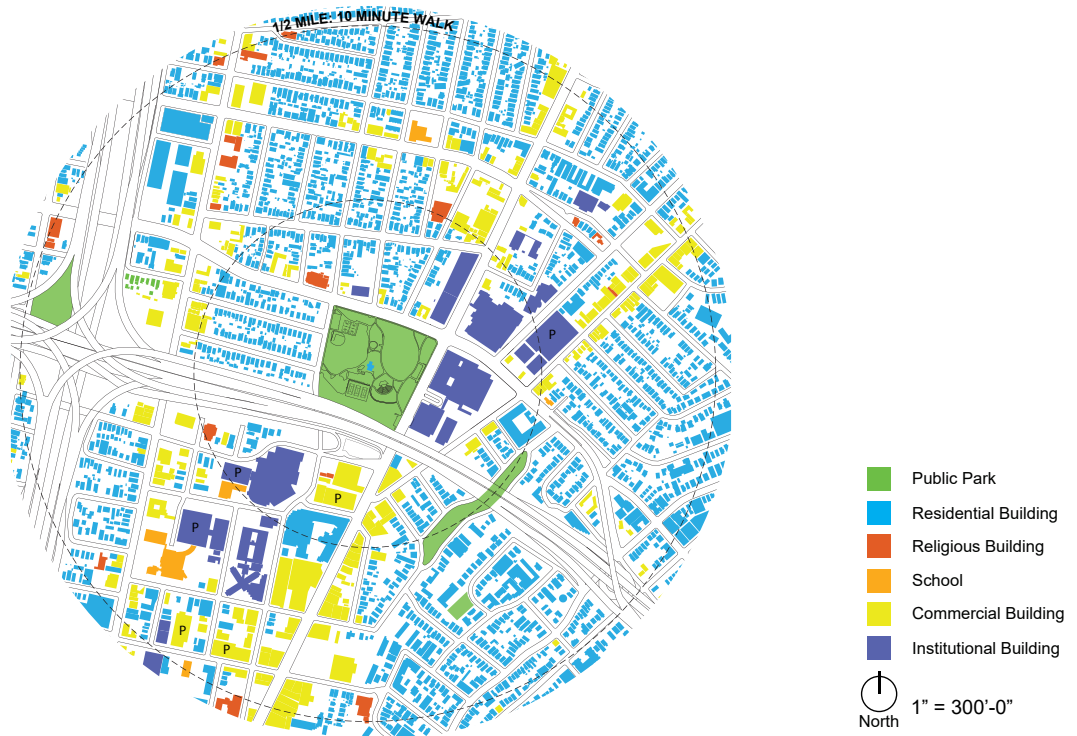 1/2 MILE: 10 MINUTE WALK
P
P
P
P
P
P
Public Park
Residential Building
Religious Building
School
Commercial Building
Institutional Building
North
1” = 300’-0”